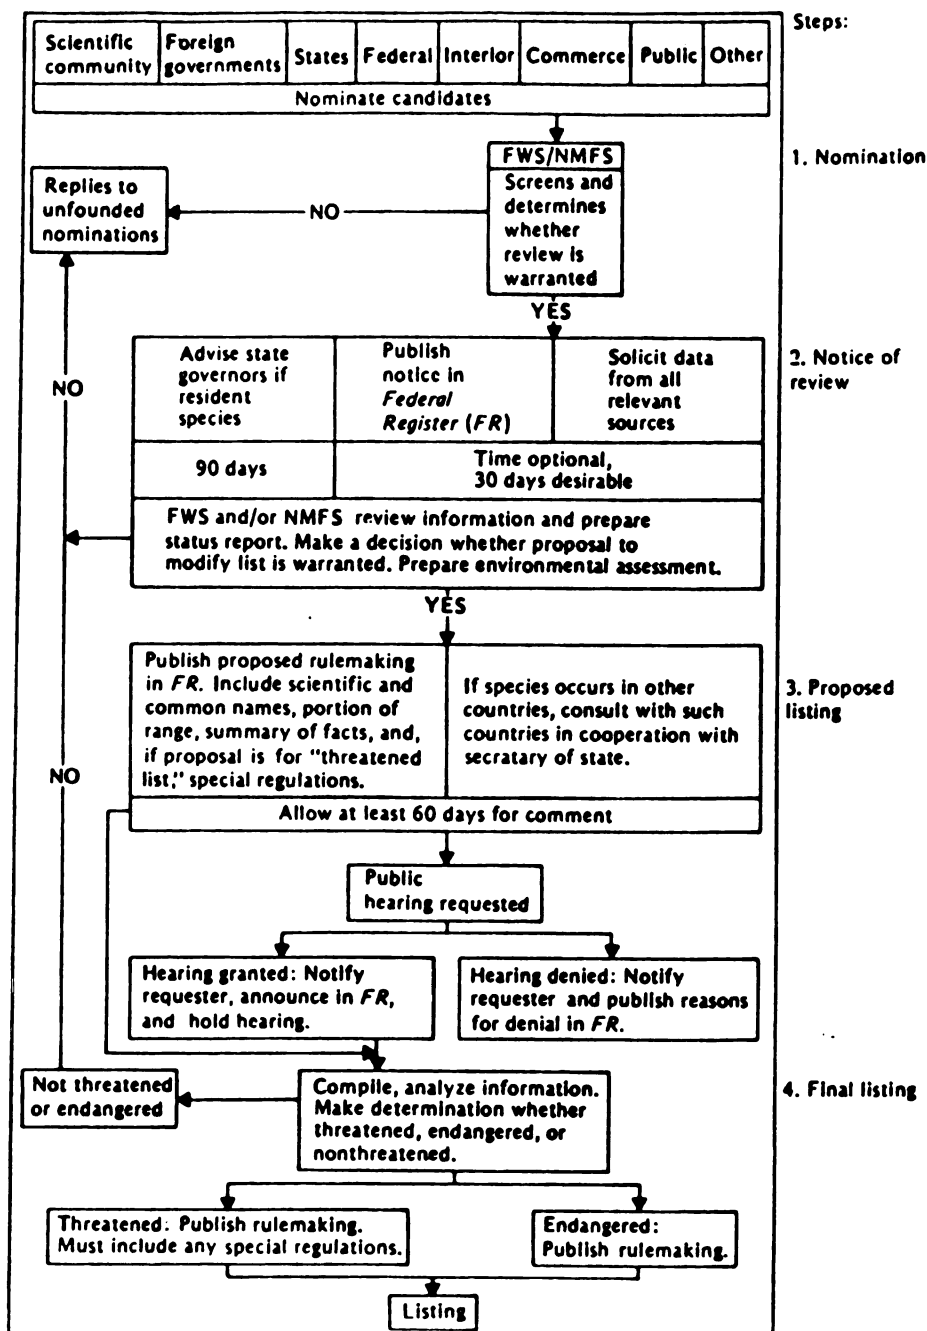 Steps:
Scientific
community
Foreign
governments
States
Federal
Interior
Commerce
Public
Other
Nominate candidates
1. Nomination
FWS/NMFS
Screens and
determines
whether
review is
warranted
NO
Replies to
unfounded
nominations
YES
2. Notice of
review
Advise state
governors if
resident
species
Publish
notice in
Federal
Register (FR)
Solicit data
from all
relevant
sources
NO
90 days
Time optional,
30 days desirable
FWS and/or NMFS review information and prepare
status report. Make a decision whether proposal to
modify list is warranted. Prepare environmental assessment.
YES
3. Proposed
listing
Publish proposed rulemaking
in FR. Include scientific and
common names, portion of
range, summary of facts, and,
if proposal is for "threatened
list," special regulations.
If species occurs in other
countries, consult with such
countries in cooperation with
secratary of state.
NO
Allow at least 60 days for comment
Public
hearing requested
Hearing granted: Notify
requester, announce in FR,
and hold hearing.
Hearing denied: Notify
requester and publish reasons
for denial in FR.
4. Final listing
Not threatened
or endangered
Compile, analyze information.
Make determination whether
threatened, endangered, or
nonthreatened.
Threatened: Publish rulemaking.
Must include any special regulations.
Endangered:
Publish rulemaking.
Listing